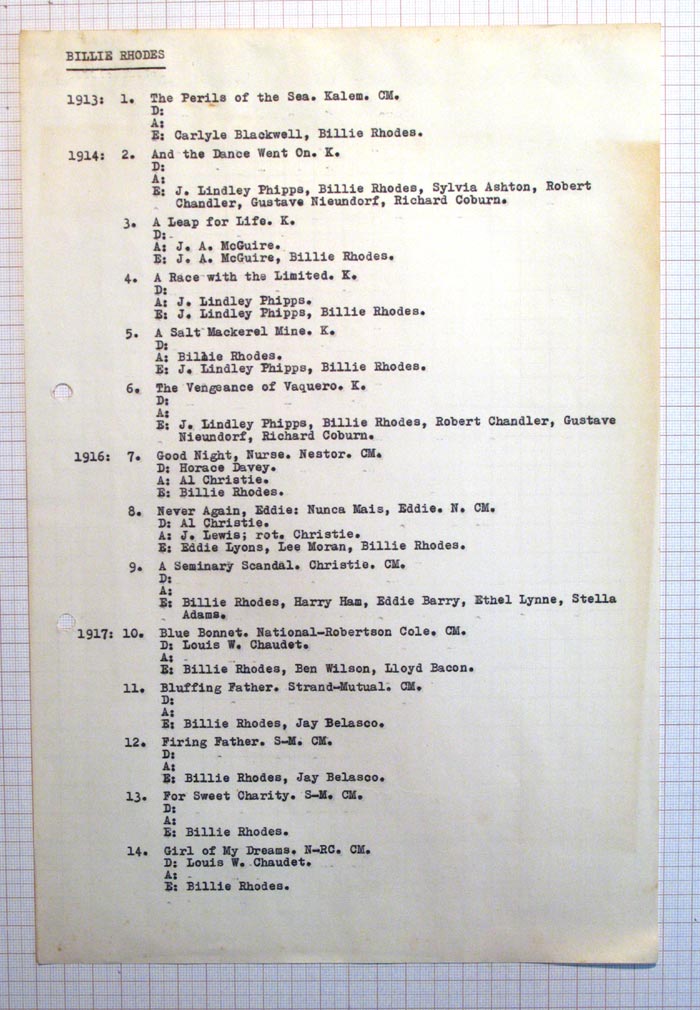 BILLIE RHODES
1913: 1. The Perils of the Sea. Kalem. CM.
D:
A:
E: Carlyle Blackwell, Billie Rhodes.
1914: 2. And the Dance Went On. K.
D:
A:
E: J. Lindley Phipps, Billie Rhodes, Sylvia Ashton, Robert
Chandler, Gustave Nieundorf, Richard Coburn.
3. A Leap for Life. K.
D:
A: J. A. McGuire.
E: J. A. McGuire, Billie Rhodes.
4. A Race with the Limited. K.
D:
A: J. Lindley Phipps.
E: J. Lindley Phipps, Billie Rhodes.
5. A Salt Mackerel Mine. K.
D:
A: Billie Rhodes.
E: J. Lindley Phipps, Billie Rhodes.
6. The Vengeance of Vaquero. K.
D:
A:
E: J. Lindley Phipps, Billie Rhodes, Robert Chandler, Gustave
Nieundorf, Richard Coburn.
1916: 7. Good Night, Nurse. Nestor. CM.
D: Horace Davey.
A: Al Christie.
E: Billie Rhodes.
8. Never Again, Eddie: Nunca Mais, Eddie. N. CM.
D: Al Christie.
A: J. Lewis; rot. Christie.
E: Eddie Lyons, Lee Moran, Billie Rhodes.
9. A Seminary Scandal. Christie. CM.
D:
A:
E: Billie Rhodes, Harry Ham, Eddie Barry, Ethel Lynne, Stella
Adams.
1917: 10. Blue Bonnet. National-Robertson Cole. CM.
D: Louis W. Chaudet.
A:
E: Billie Rhodes, Ben Wilson, Lloyd Bacon.
11. Bluffing Father. Strand-Mutual. CM.
D:
A:
E: Billie Rhodes, Jay Belasco.
12. Firing Father. S-M. CM.
D:
A:
E: Billie Rhodes, Jay Belasco.
13. For Sweet Charity. S-M. CM.
D:
A:
E: Billie Rhodes.
14. Girl of My Dreams. N-RC. CM.
D: Louis W. Chaudet.
A:
E: Billie Rhodes.